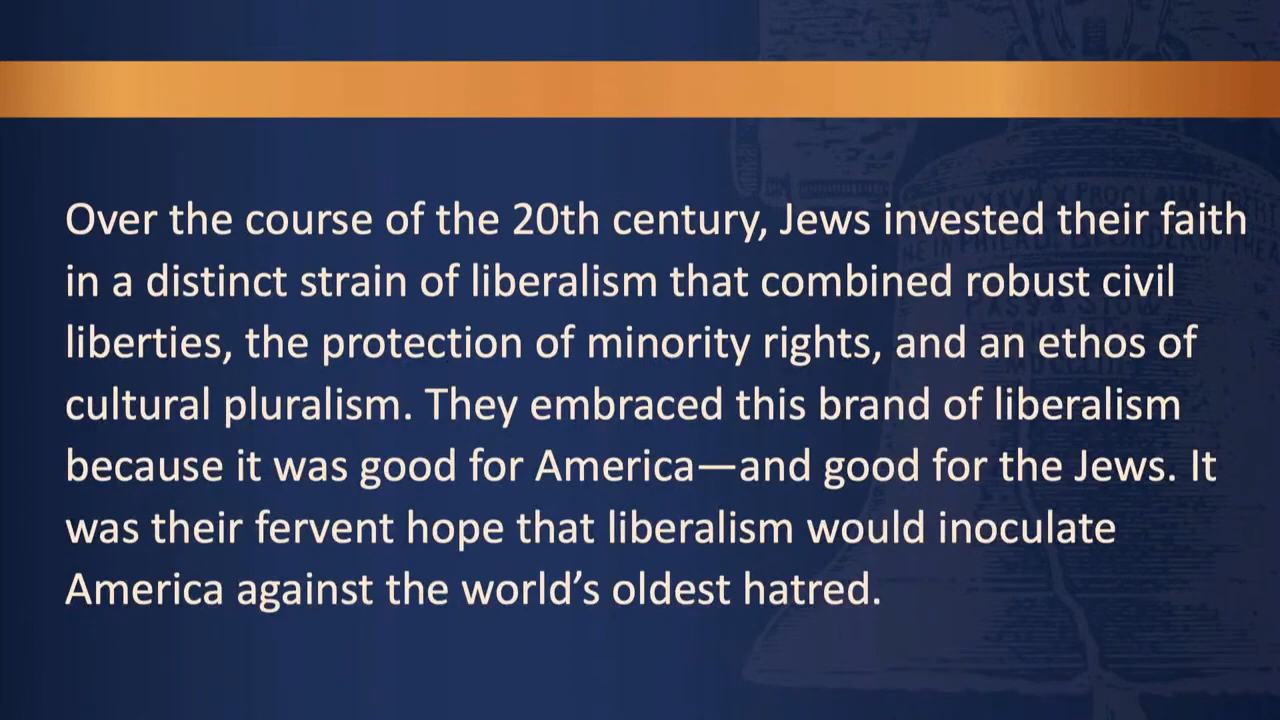 Over the course of the 20th century, Jews invested their faith
in a distinct strain of liberalism that combined robust civil
liberties, the protection of minority rights, and an ethos of
cultural pluralism. They embraced this brand of liberalism
because it was good for America—and good for the Jews. It
was their fervent hope that liberalism would inoculate
America against the world’s oldest hatred.
PASS & STOW